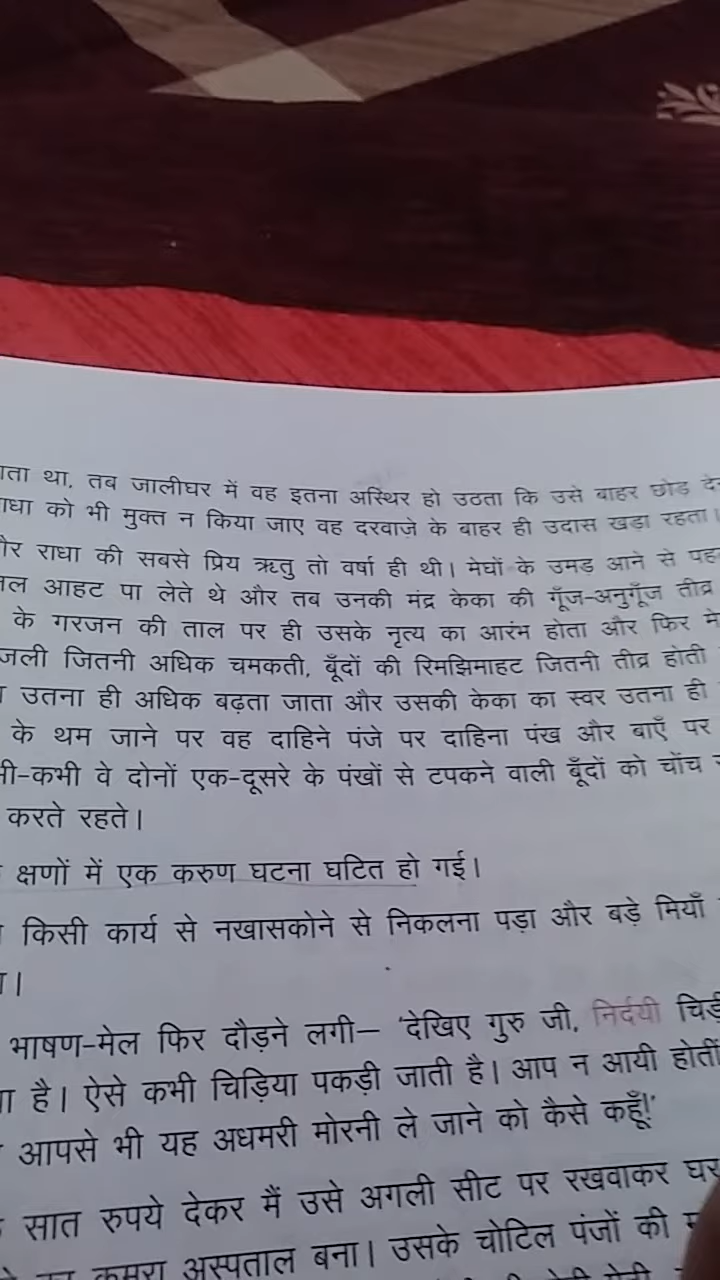 था, तब जालीघर में वह इतना अस्थिर हो उठता कि उसे बाहर छोड़
को भी मुक्त न किया जाए वह दरवाज़े के बाहर ही उदास खड़ा रहता।
राधा की सबसे प्रिय ऋतु तो वर्षा ही थी। मेघों के उमड़ आने से
आहट पा लेते थे और तब उनकी मंद्र केका की गूँज-अनुगूँज तीव्र
के गरजन की ताल पर ही उसके नृत्य का आरंभ होता और फिर
जितनी अधिक चमकती, बूँदों की रिमझिमाहट जितनी तीव्र होती
उतना ही अधिक बढ़ता जाता और उसकी केका का स्वर उतना ही
के थम जाने पर वह दाहिने पंजे पर दाहिना पंख और बाएँ पर
वे दोनों एक-दूसरे के पंखों से टपकने वाली बूँदों को चोंच
करते रहते।
क्षणों में एक करुण घटना घटित हो गई।
किसी कार्य से नखासकोने से निकलना पड़ा और बड़े मियाँ
भाषण-मेल फिर दौड़ने लगी— 'देखिए गुरु जी, निर्दयी
है। ऐसे कभी चिड़िया पकड़ी जाती है। आप न आयी होतीं
आपसे भी यह अधमरी मोरनी ले जाने को कैसे कहूँ!'
सात रुपये देकर मैं उसे अगली सीट पर रखवाकर घर
कमरा अस्पताल बना। उसके चोटिल पंजों की